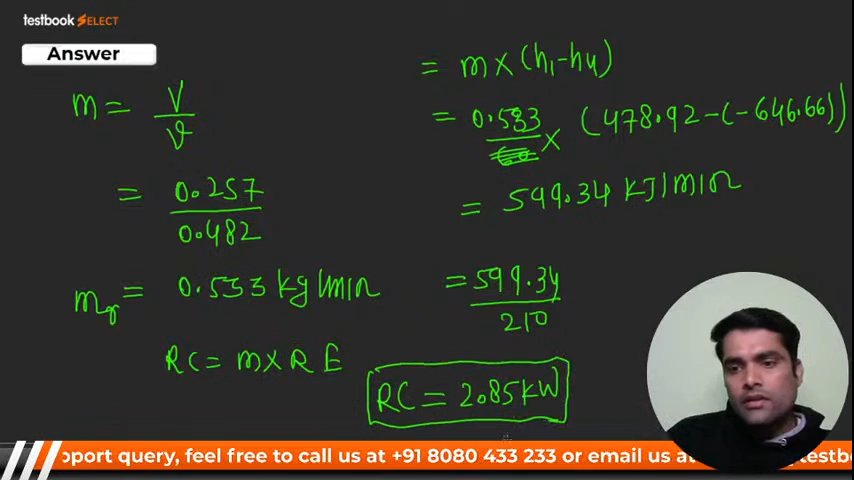 testbook SELECT
Answer
m = V / ϑ
= 0.257 / 0.482
mr = 0.533 kg/min
RC = m × R E
= m × (h1 - h4)
= 0.533 × (478.92 - (-646.66))
= 599.34 KJ/min
= 599.34 / 210
RC = 2.85 KW
pport query, feel free to call us at +91 8080 433 233 or email us at testb